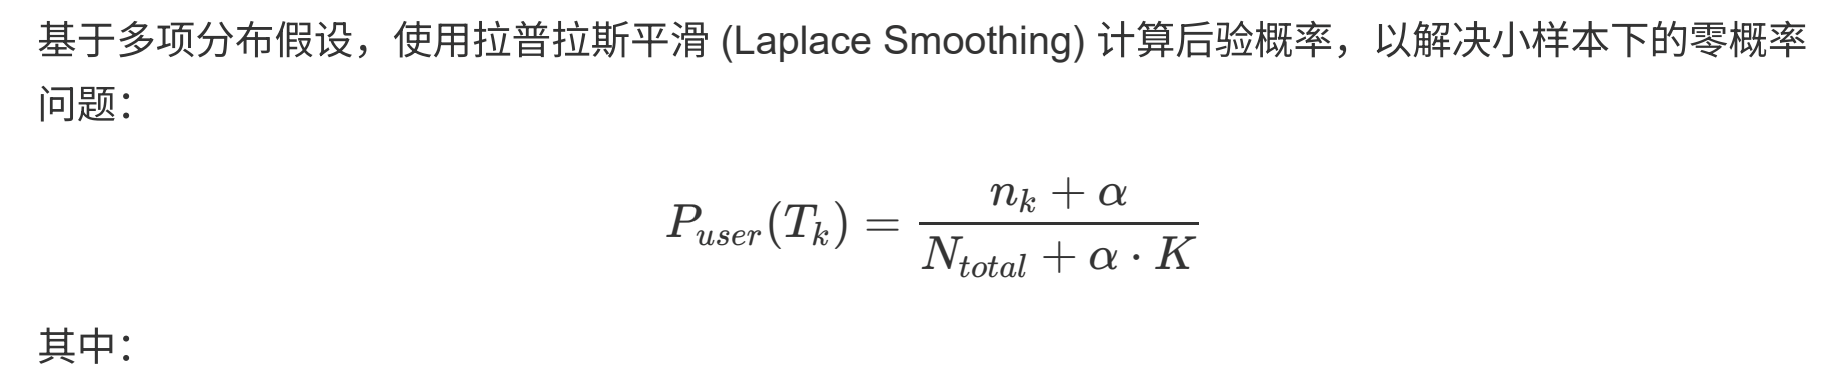 基于多项分布假设，使用拉普拉斯平滑 (Laplace Smoothing) 计算后验概率，以解决小样本下的零概率
问题：
P_{user}(T_k) = \frac{n_k + \alpha}{N_{total} + \alpha \cdot K}
其中：